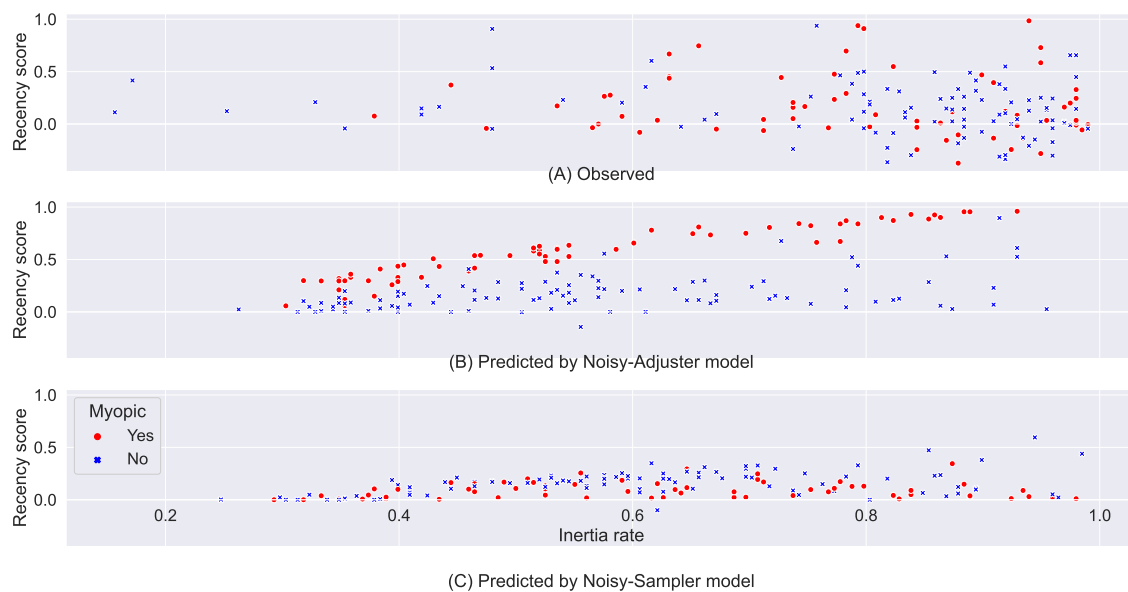 1.0
0.5
0.0
Recency score
(A) Observed
1.0
0.5
0.0
Recency score
(B) Predicted by Noisy-Adjuster model
1.0
0.5
0.0
Recency score
Myopic
Yes
No
0.2 0.4 0.6 0.8 1.0
Inertia rate
(C) Predicted by Noisy-Sampler model